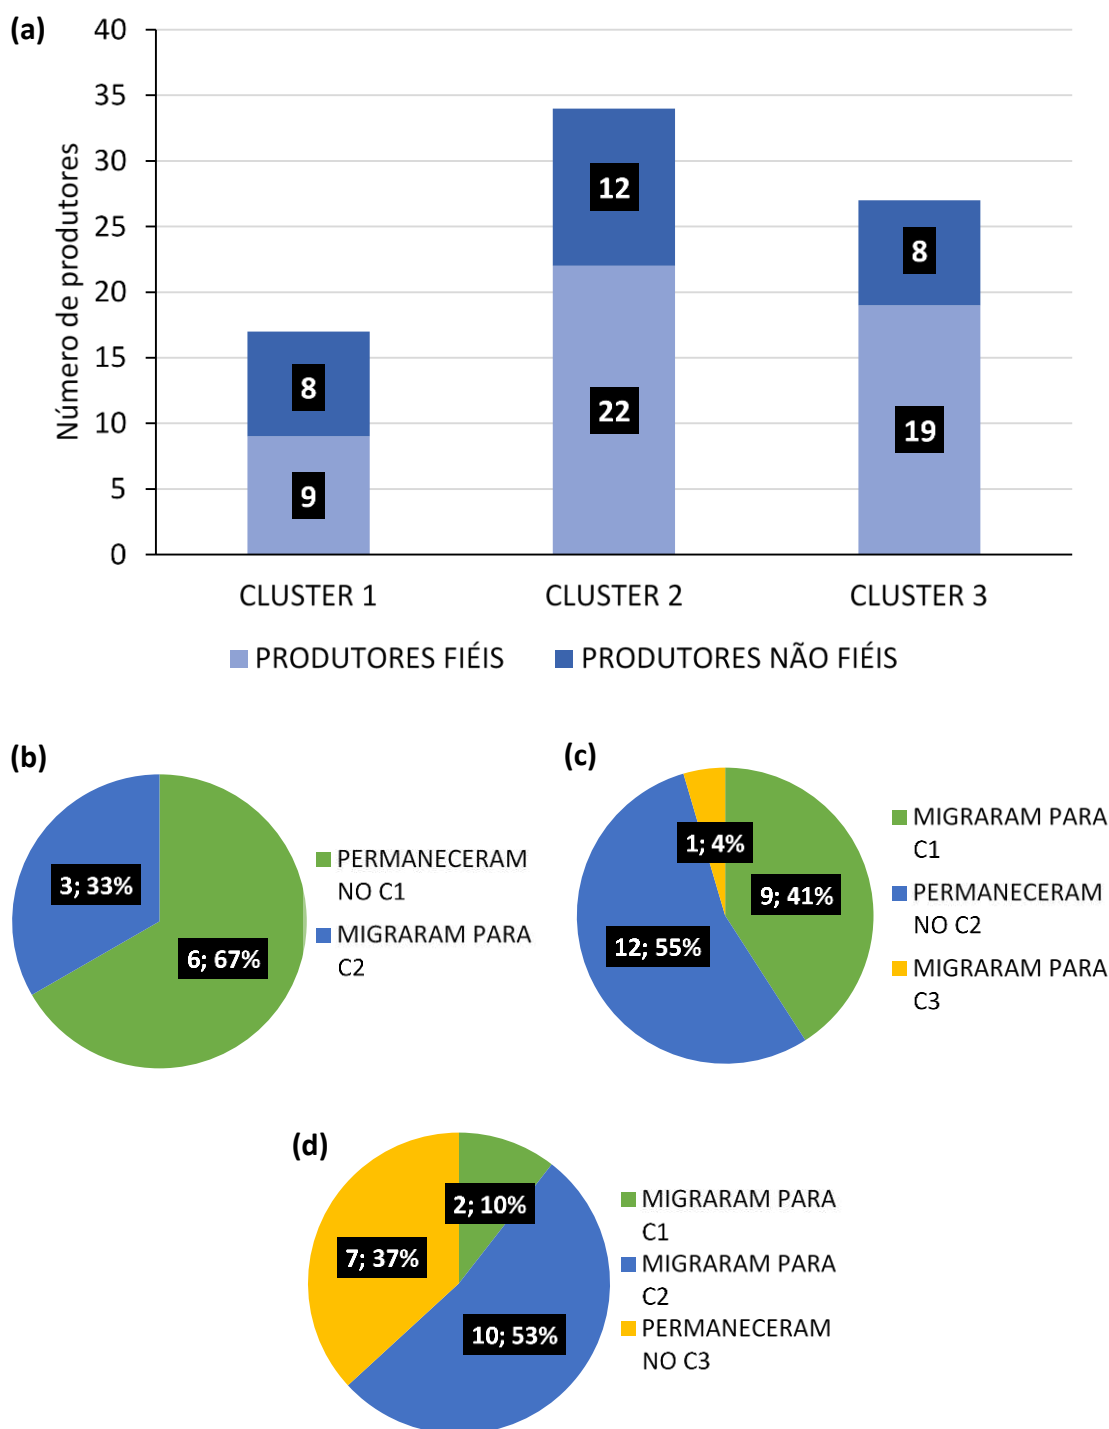 (a)
40
35
30
25
20
15
10
5
0
Número de produtores
8
9
12
22
8
19
CLUSTER 1
CLUSTER 2
CLUSTER 3
PRODUTORES FIÉIS
PRODUTORES NÃO FIÉIS
(b)
3; 33%
6; 67%
PERMANECERAM
NO C1
MIGRARAM PARA
C2
(c)
1; 4%
9; 41%
12; 55%
MIGRARAM PARA
C1
PERMANECERAM
NO C2
MIGRARAM PARA
C3
(d)
2; 10%
7; 37%
10; 53%
MIGRARAM PARA
C1
MIGRARAM PARA
C2
PERMANECERAM
NO C3